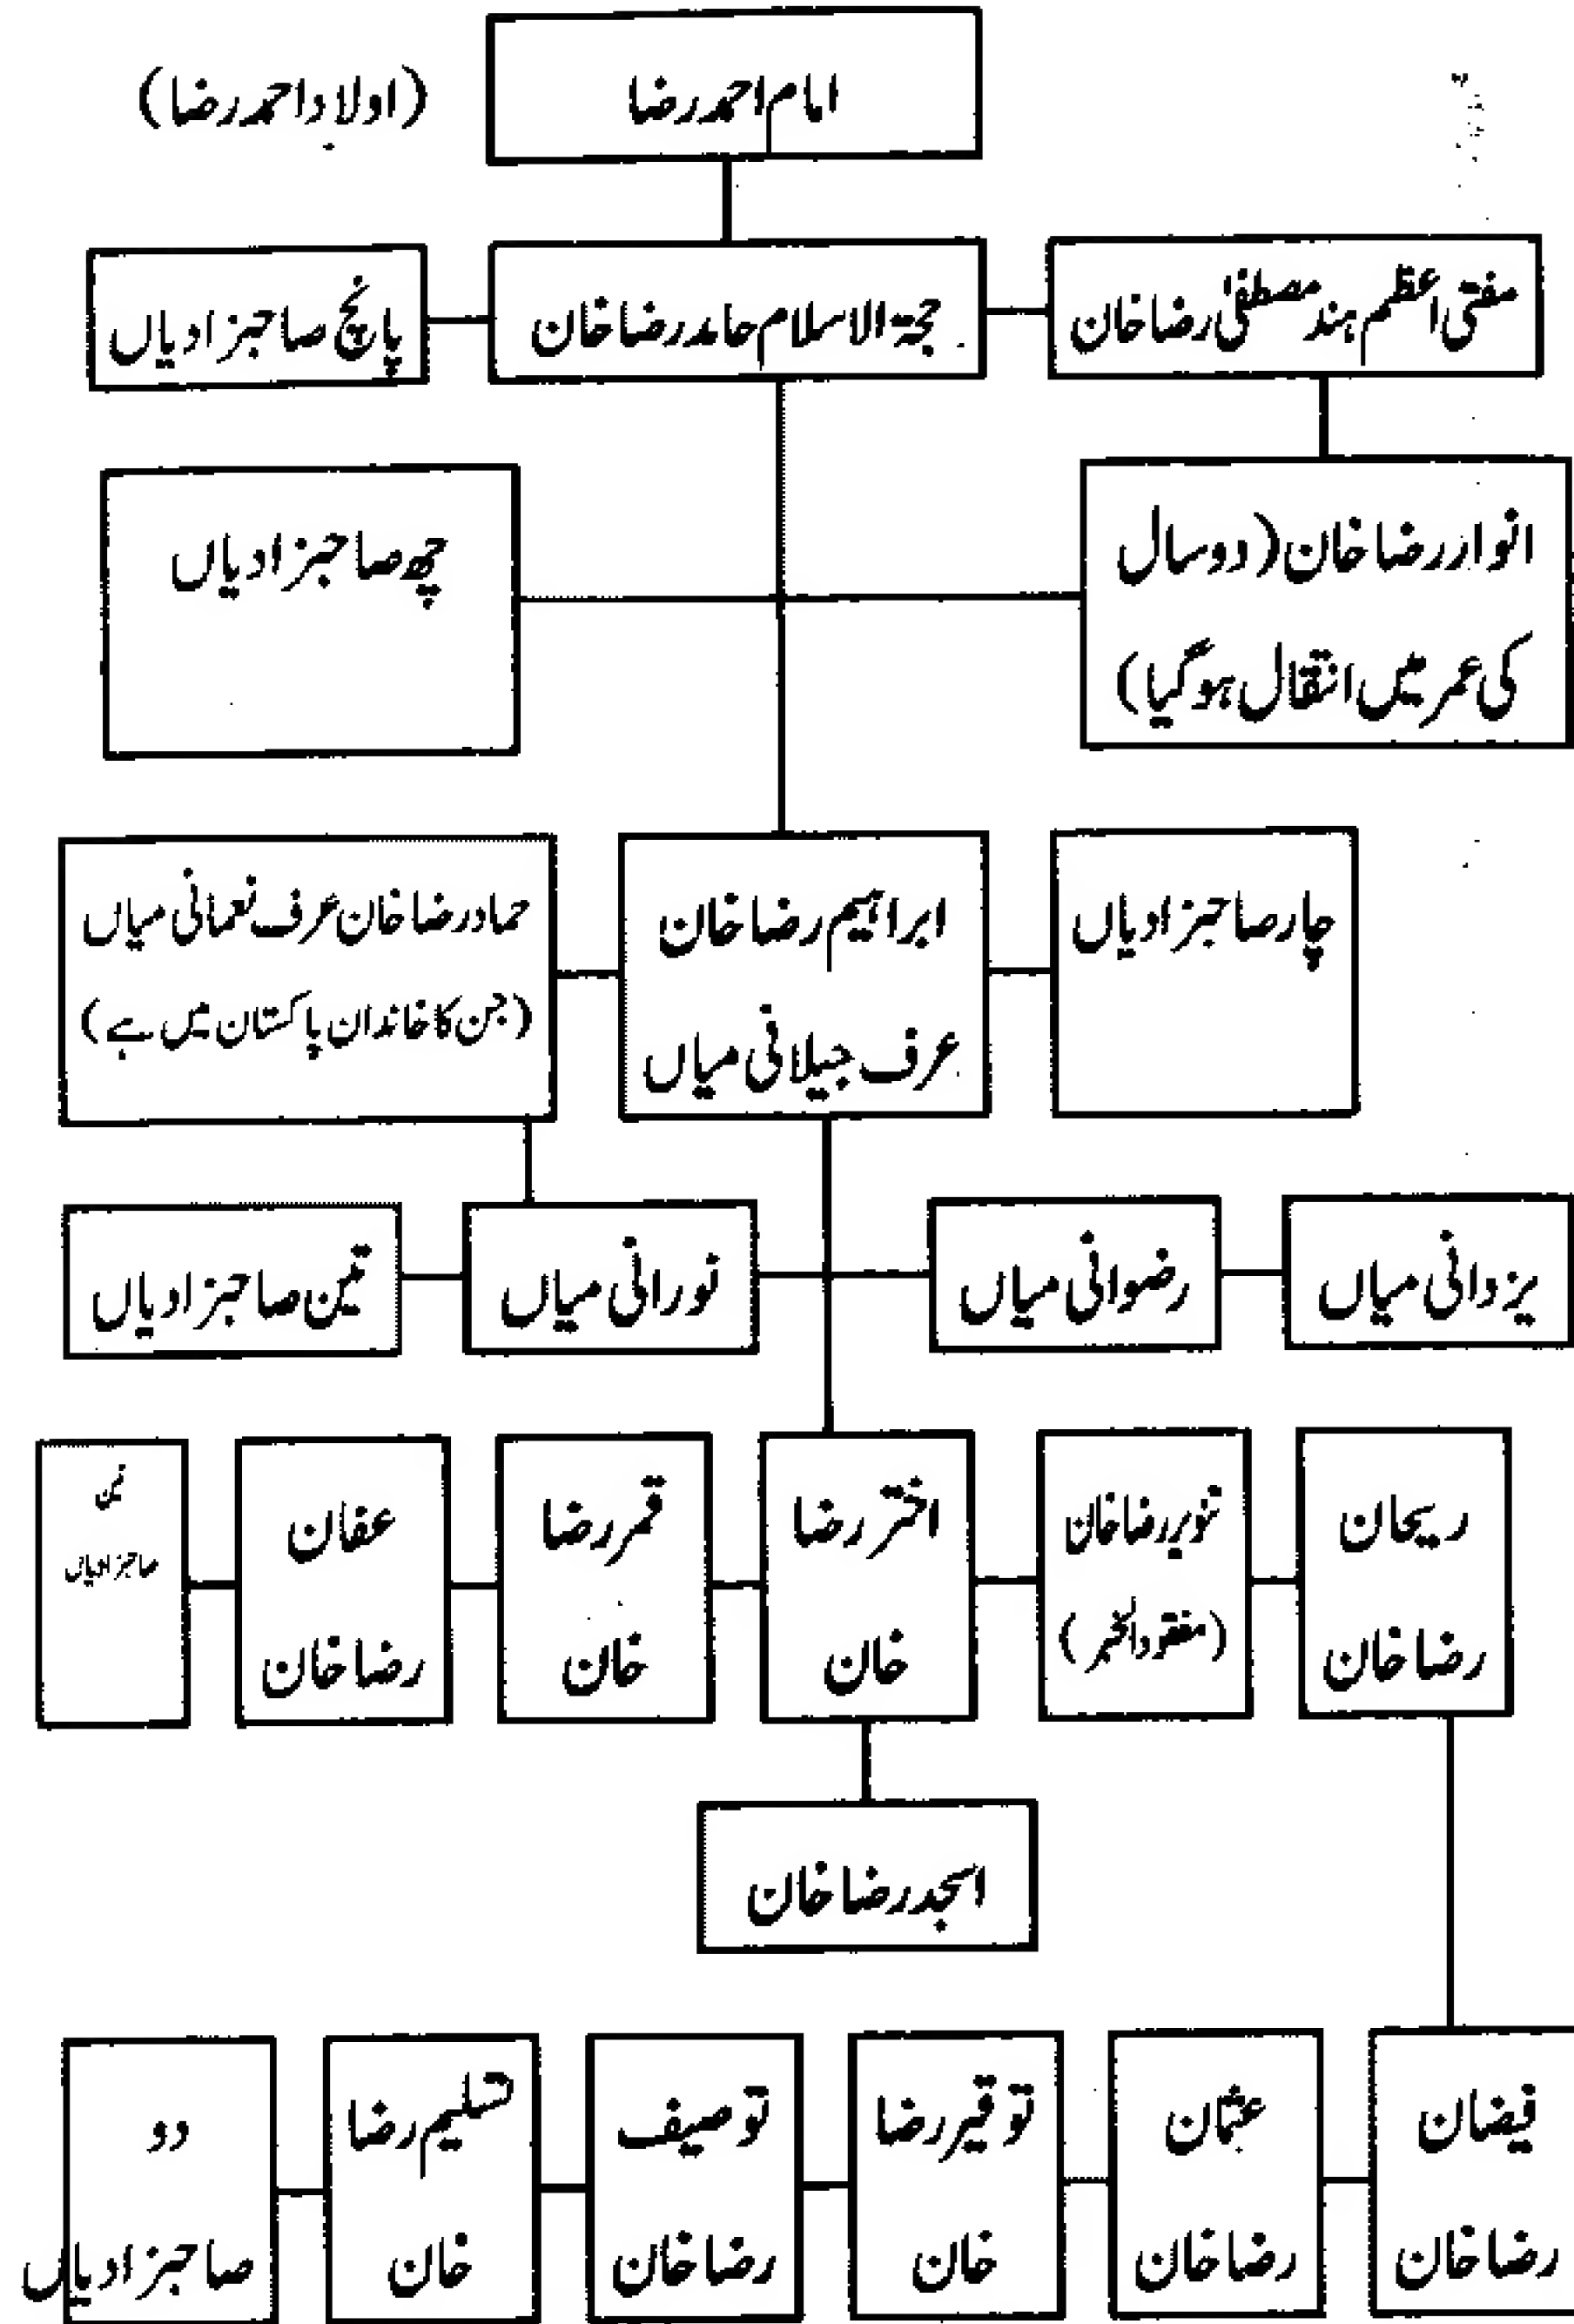 امام احمد رضا
(اولاد احمد رضا)
مفتی اعظم ہند مصطفیٰ رضا خان
حجۃ الاسلام حامد رضا خان
پانچ صاحبزادیاں
انوار رضا خان (دو سال
کی عمر میں انتقال ہوگیا)
چھ صاحبزادیاں
چار صاحبزادیاں
ابراہیم رضا خان
عرف جیلانی میاں
حماد رضا خان عرف نعمانی میاں
(جن کا خاندان پاکستان میں ہے)
یزدانی میاں
رضوانی میاں
نورانی میاں
تین صاحبزادیاں
ریحان
رضا خان
تنویر رضا خان
(مفقود الخبر)
اختر رضا
خان
قمر رضا
خان
عفان
رضا خان
تین
صاحبزادیاں
اسجد رضا خان
فیضان
رضا خان
عثمان
رضا خان
توقیر رضا
خان
توصیف
رضا خان
تسلیم رضا
خان
دو
صاحبزادیاں